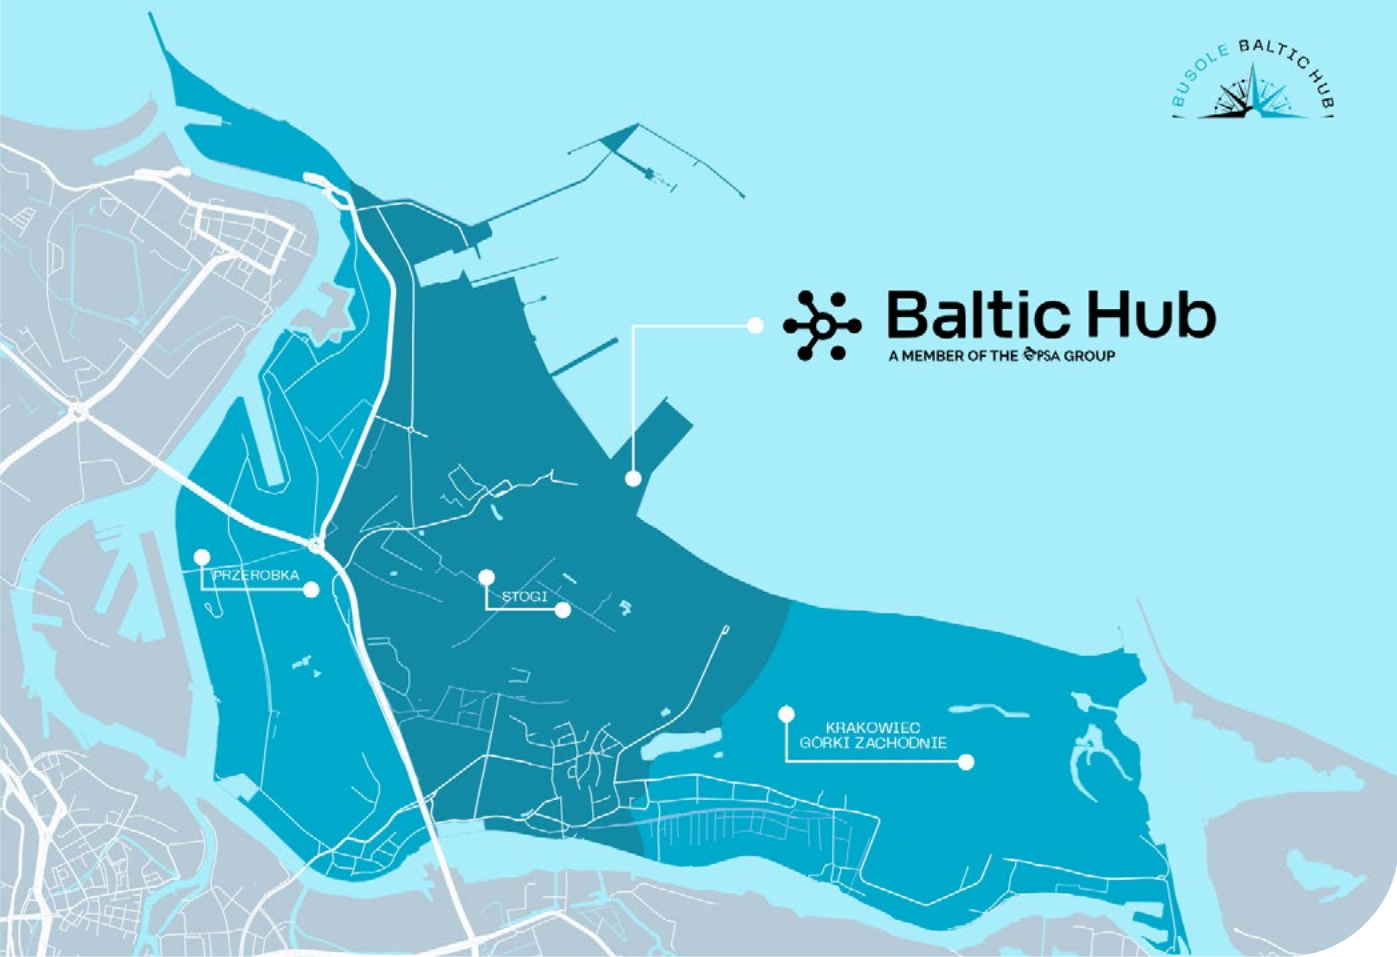 BUSOLE BALTIC HUB
Baltic Hub
A MEMBER OF THE PSA GROUP
PRZERÓBKA
STOGI
KRAKOWIEC
GÓRKI ZACHODNIE